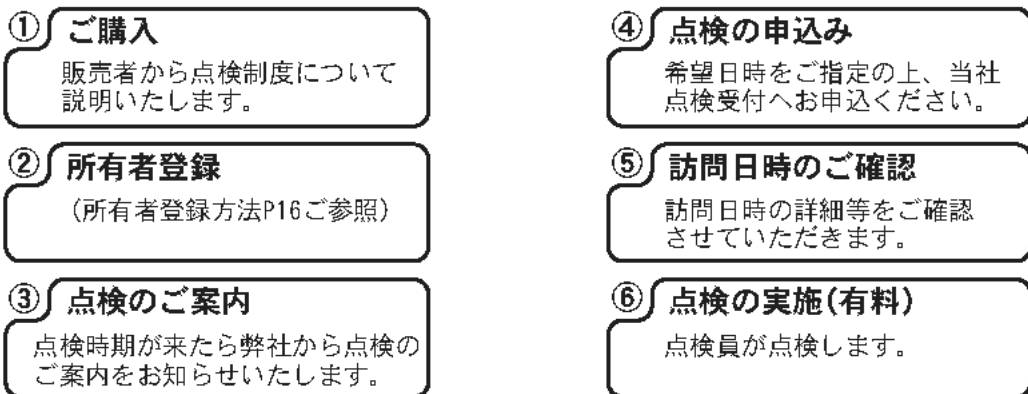 ① ご購入
販売者から点検制度について
説明いたします。
② 所有者登録
（所有者登録方法P16ご参照）
③ 点検のご案内
点検時期が来たら弊社から点検の
ご案内をお知らせいたします。
④ 点検の申込み
希望日時をご指定の上、当社
点検受付へお申込ください。
⑤ 訪問日時のご確認
訪問日時の詳細等をご確認
させていただきます。
⑥ 点検の実施(有料)
点検員が点検します。